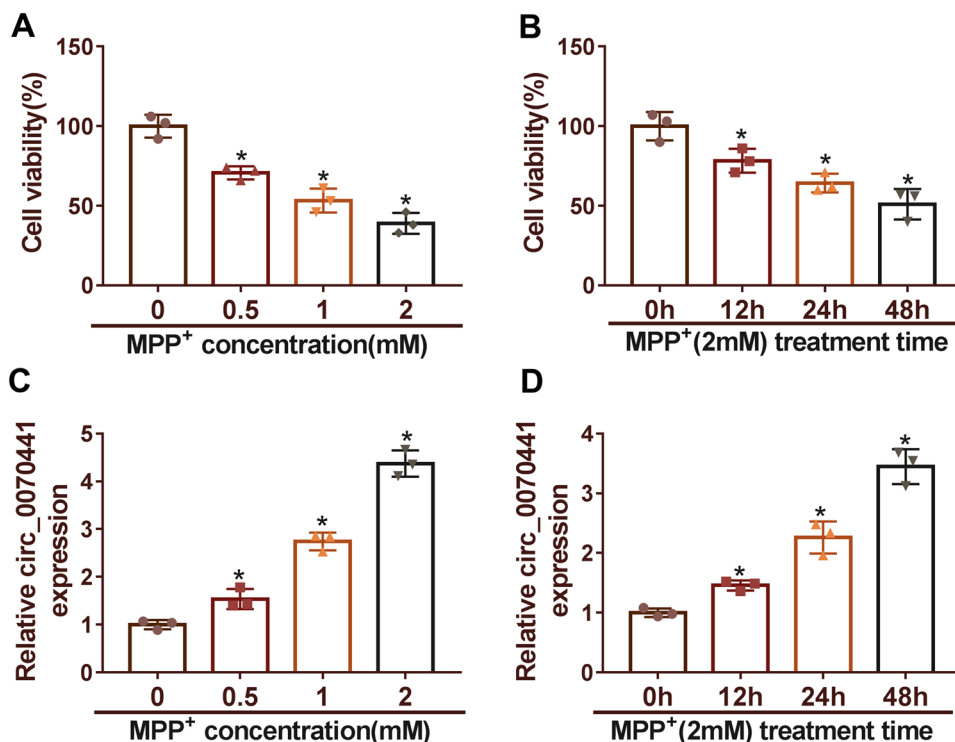 A
Cell viability(%)
150
100
50
0
* * *
0 0.5 1 2
MPP⁺ concentration(mM)
B
Cell viability(%)
150
100
50
0
* * *
0h 12h 24h 48h
MPP⁺(2mM) treatment time
C
Relative circ_0070441
expression
5
4
3
2
1
0
* * *
0 0.5 1 2
MPP⁺ concentration(mM)
D
Relative circ_0070441
expression
4
3
2
1
0
* * *
0h 12h 24h 48h
MPP⁺(2mM) treatment time